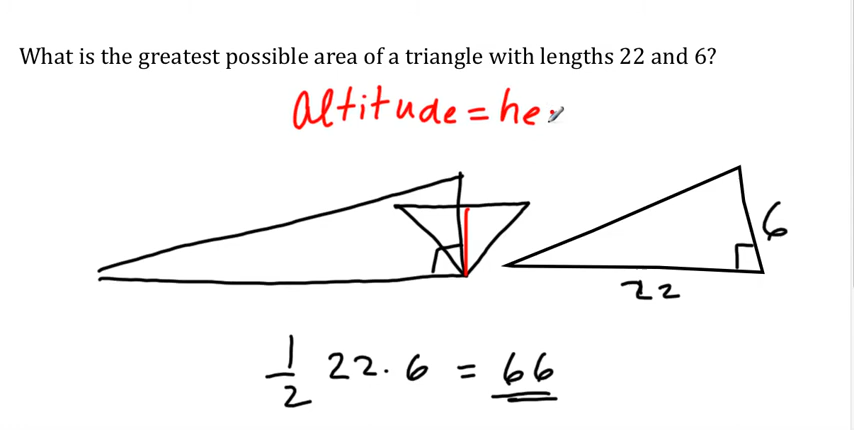 What is the greatest possible area of a triangle with lengths 22 and 6?
altitude = he
6
22
1/2 22 · 6 = 66